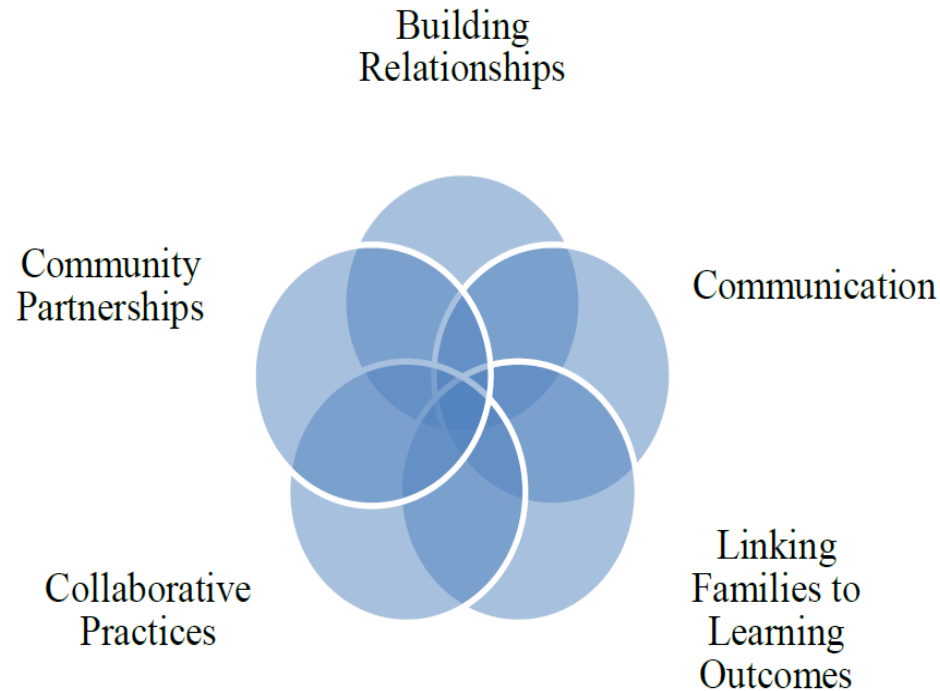 Building
Relationships
Community
Partnerships
Communication
Collaborative
Practices
Linking
Families to
Learning
Outcomes